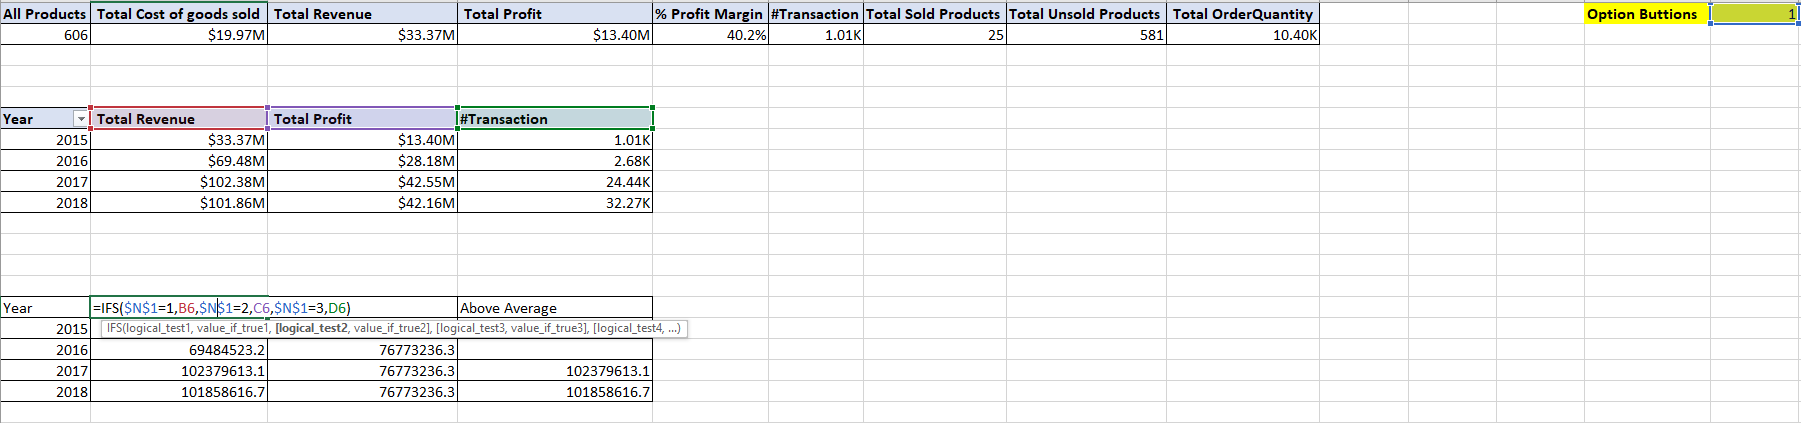 All Products Total Cost of goods sold Total Revenue Total Profit % Profit Margin #Transaction Total Sold Products Total Unsold Products Total OrderQuantity Option Buttions 1
606 $19.97M $33.37M $13.40M 40.2% 1.01K 25 581 10.40K
Year Total Revenue Total Profit #Transaction
2015 $33.37M $13.40M 1.01K
2016 $69.48M $28.18M 2.68K
2017 $102.38M $42.55M 24.44K
2018 $101.86M $42.16M 32.27K
Year =IFS($N$1=1,B6,$N$1=2,C6,$N$1=3,D6) Above Average
2015 IFS(logical_test1, value_if_true1, [logical_test2, value_if_true2], [logical_test3, value_if_true3], [logical_test4, ...)
2016 69484523.2 76773236.3
2017 102379613.1 76773236.3 102379613.1
2018 101858616.7 76773236.3 101858616.7